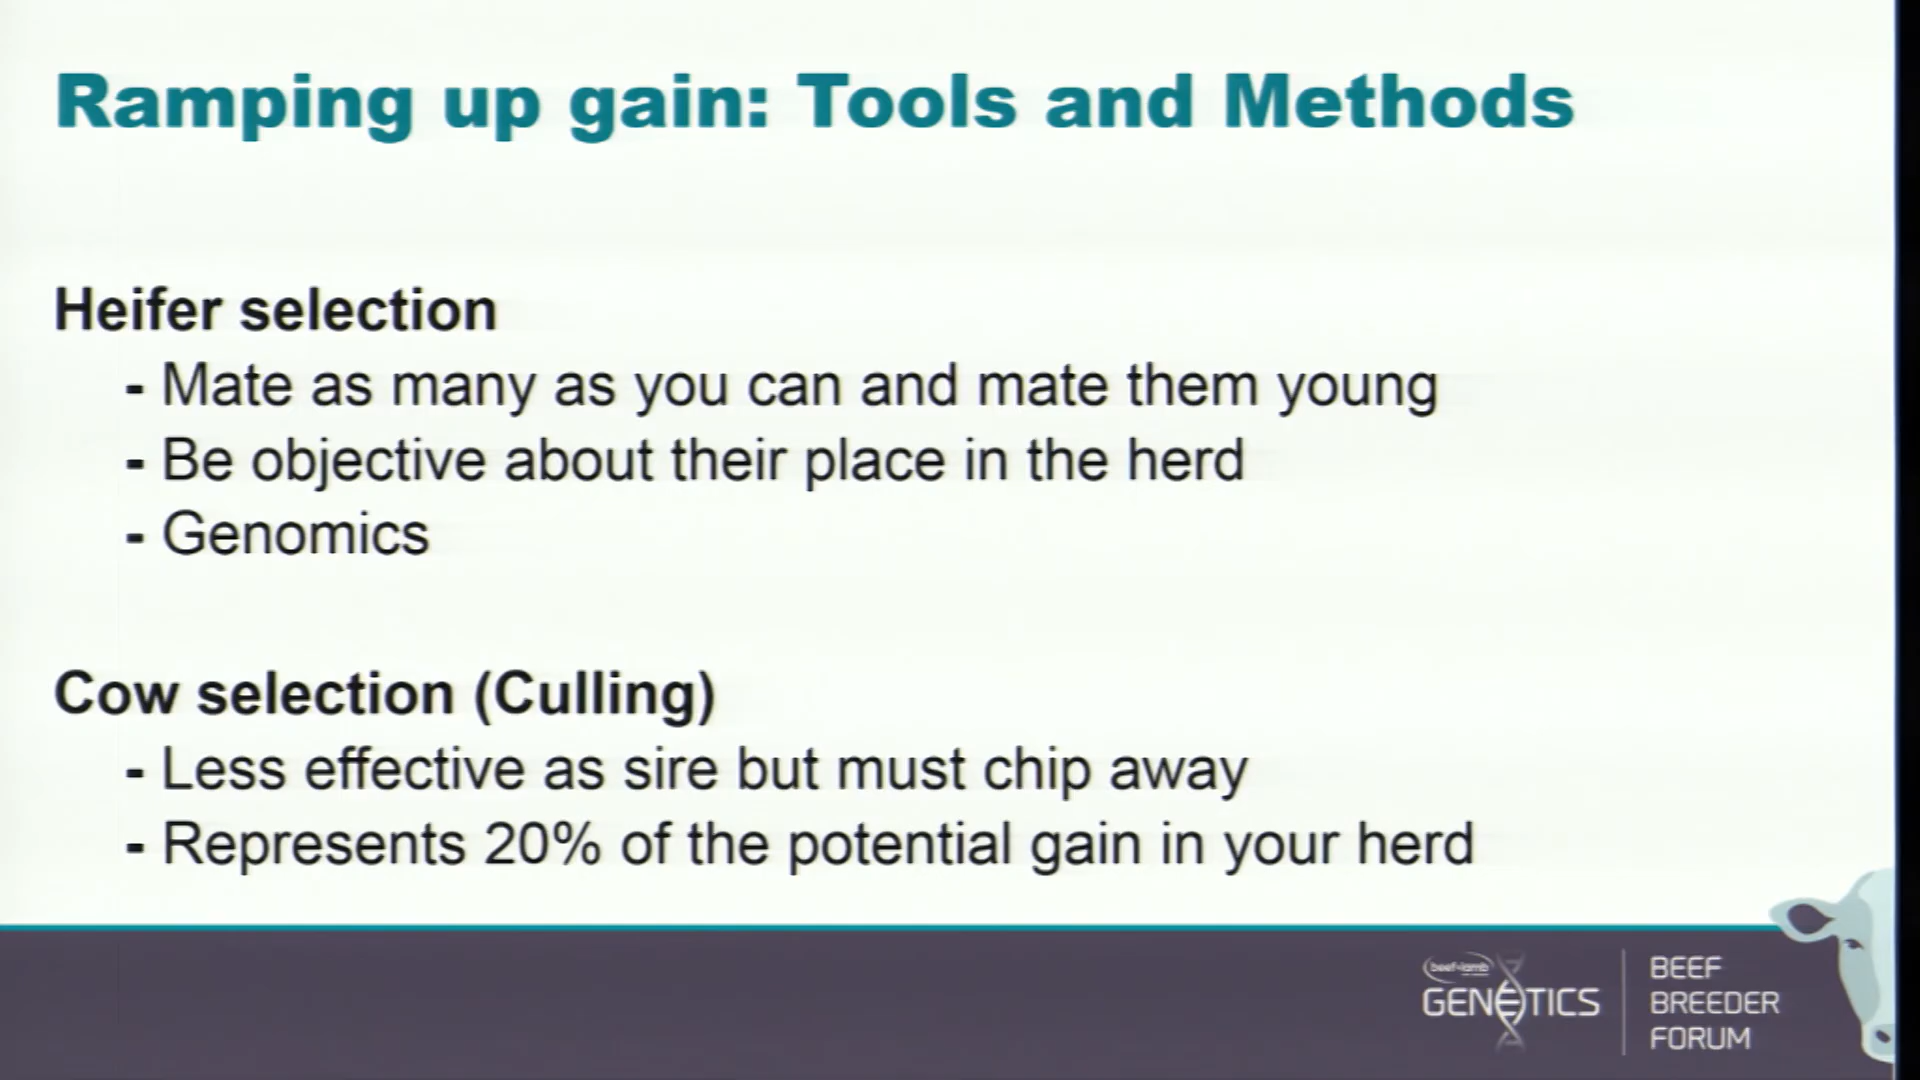 Ramping up gain: Tools and Methods
Heifer selection
- Mate as many as you can and mate them young
- Be objective about their place in the herd
- Genomics
Cow selection (Culling)
- Less effective as sire but must chip away
- Represents 20% of the potential gain in your herd
beef+lamb
GENETICS
BEEF
BREEDER
FORUM